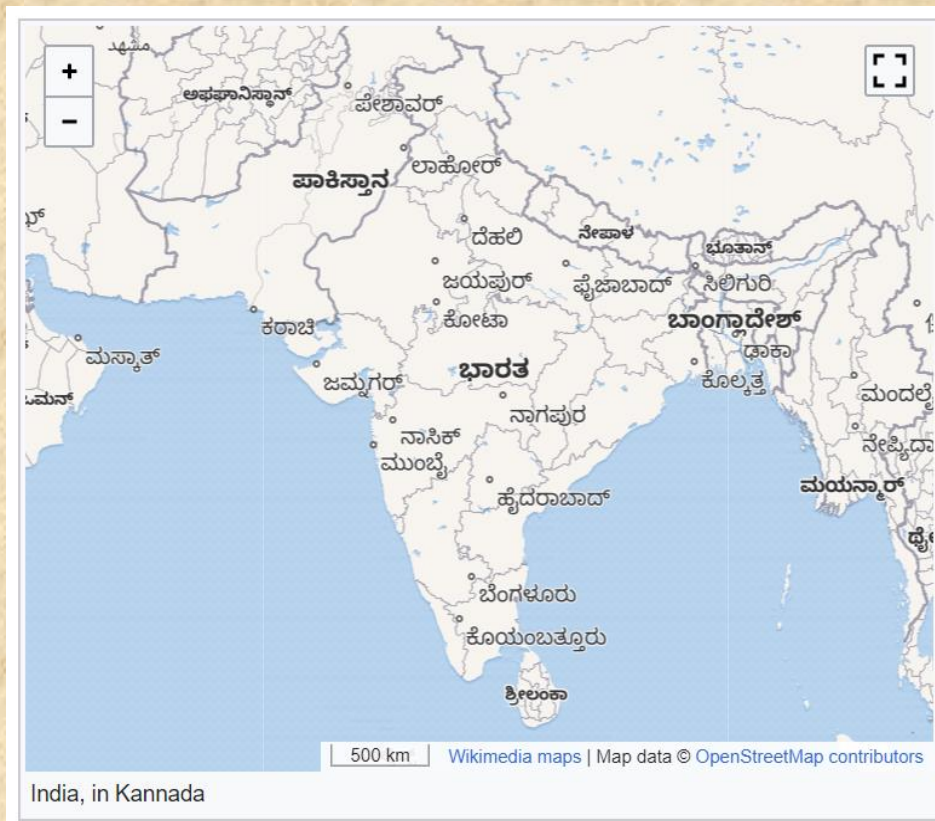 +
−
ಅಫಘಾನಿಸ್ಥಾನ್
ಪೇಶಾವರ್
ಲಾಹೋರ್
ಪಾಕಿಸ್ತಾನ
ದೆಹಲಿ
ನೇಪಾಳ
ಭೂತಾನ್
ಜಯಪುರ್
ಫೈಜಾಬಾದ್
ಸಿಲಿಗುರಿ
ಕರಾಚಿ
ಕೋಟಾ
ಬಾಂಗ್ಲಾದೇಶ್
ಮಸ್ಕಾತ್
ಢಾಕಾ
ಜಮ್ನಗರ್
ಭಾರತ
ಕೊಲ್ಕತ್ತ
ಒಮನ್
ನಾಗಪುರ
ನಾಸಿಕ್
ಮುಂಬೈ
ಮಯನ್ಮಾರ್
ಹೈದರಾಬಾದ್
ಬೆಂಗಳೂರು
ಕೊಯಂಬತ್ತೂರು
ಶ್ರೀಲಂಕಾ
500 km Wikimedia maps | Map data © OpenStreetMap contributors
India, in Kannada